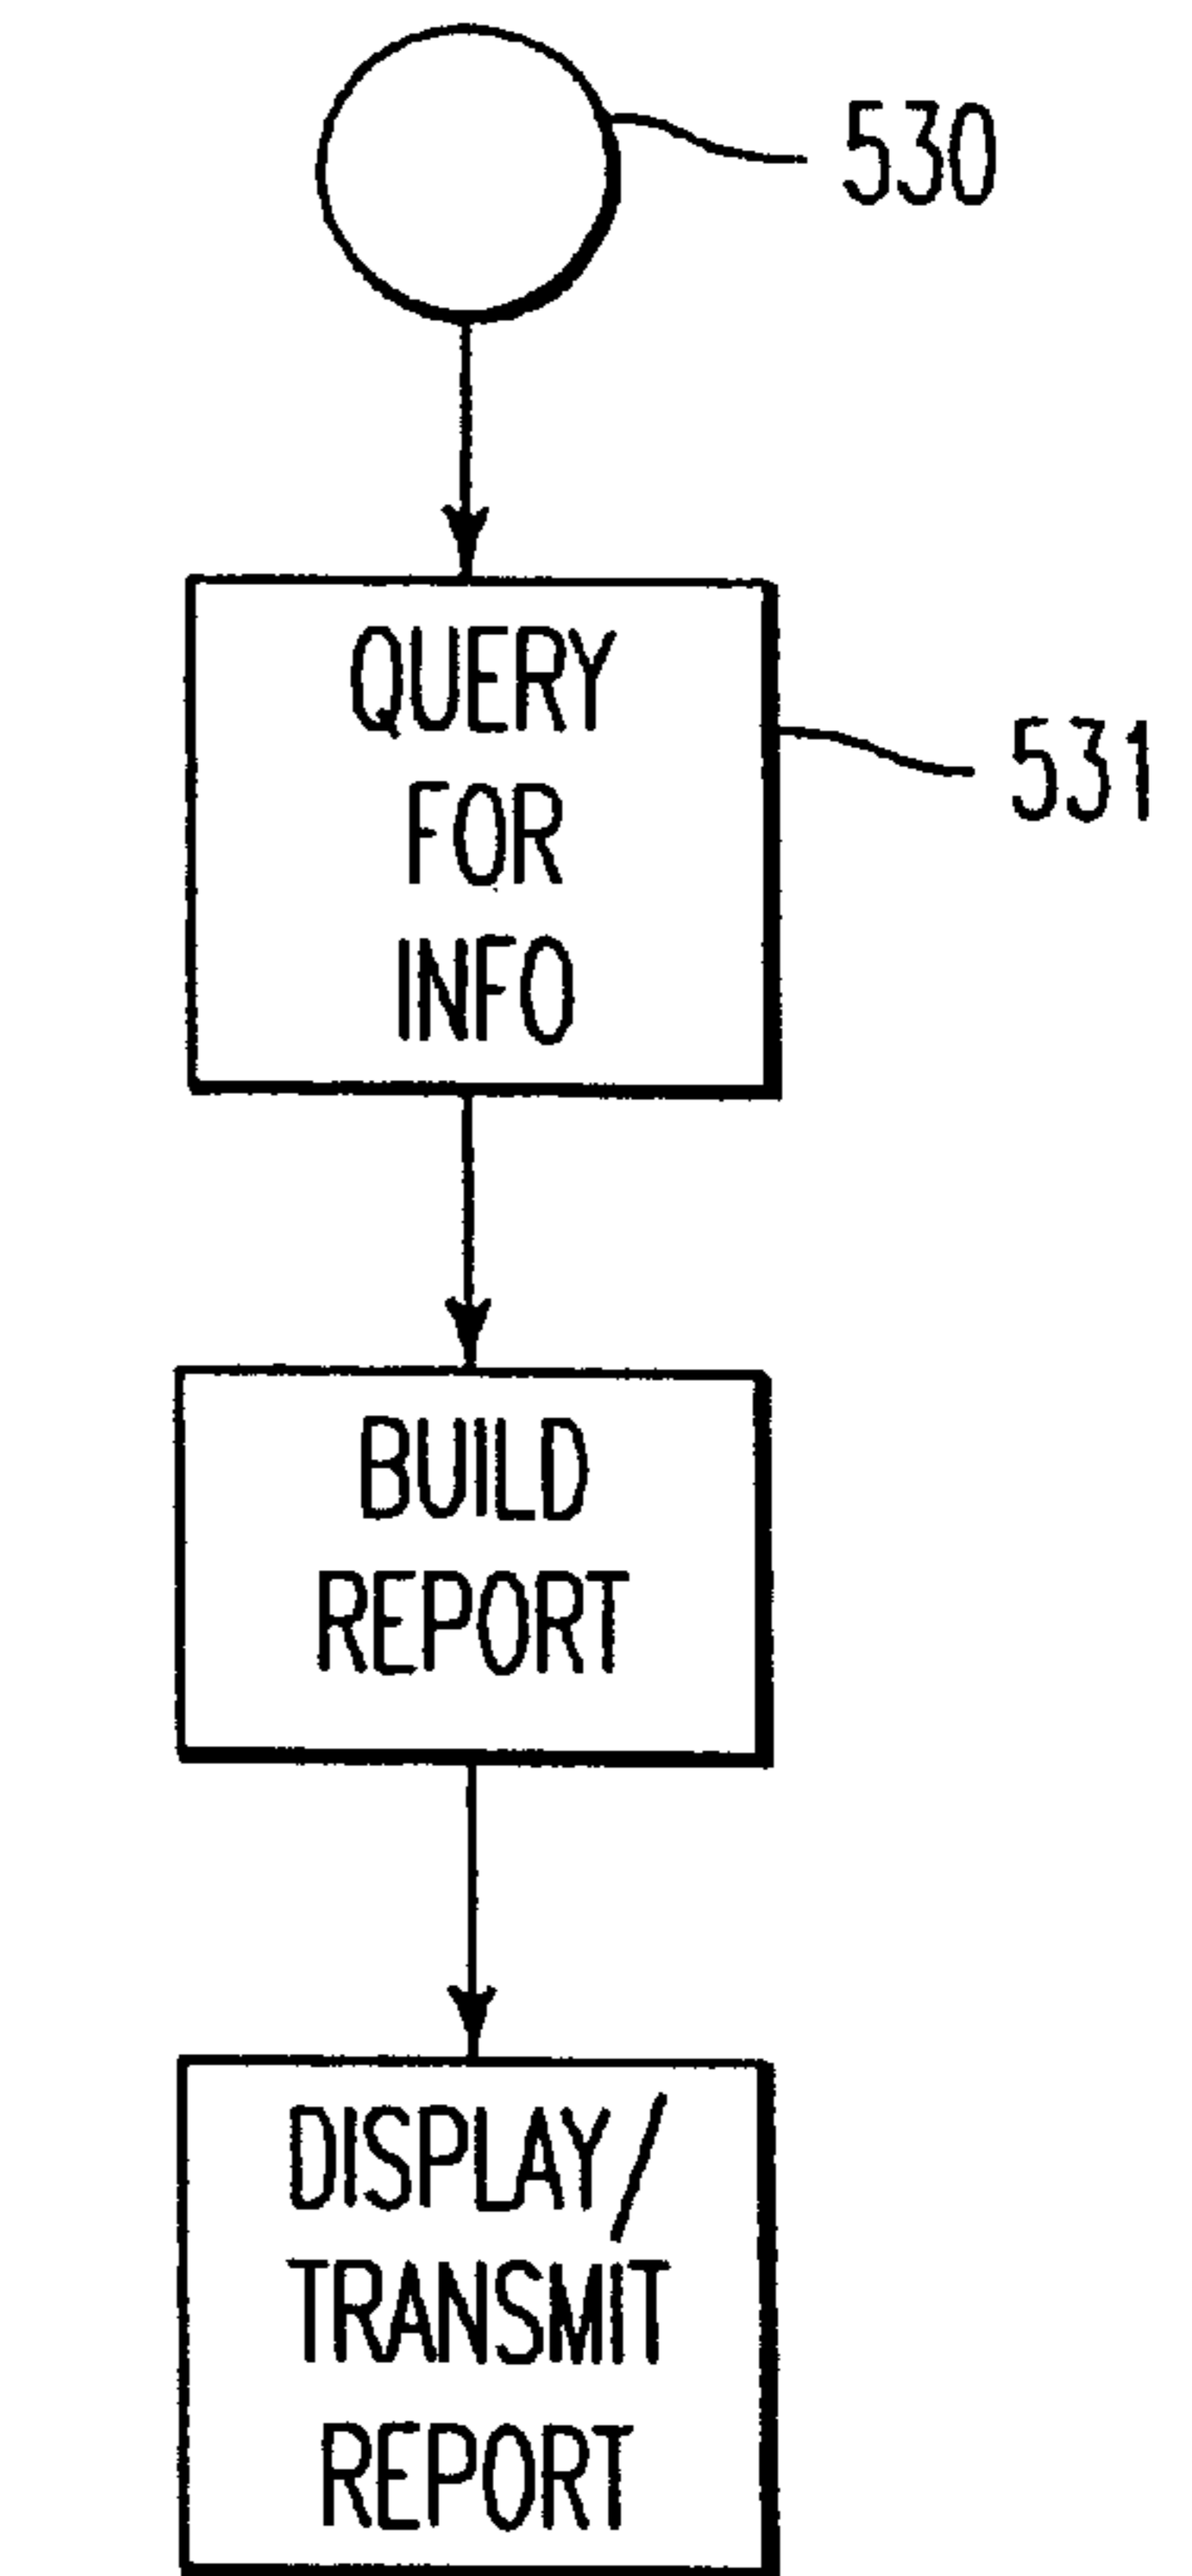 530
QUERY
FOR
INFO
531
BUILD
REPORT
DISPLAY/
TRANSMIT
REPORT